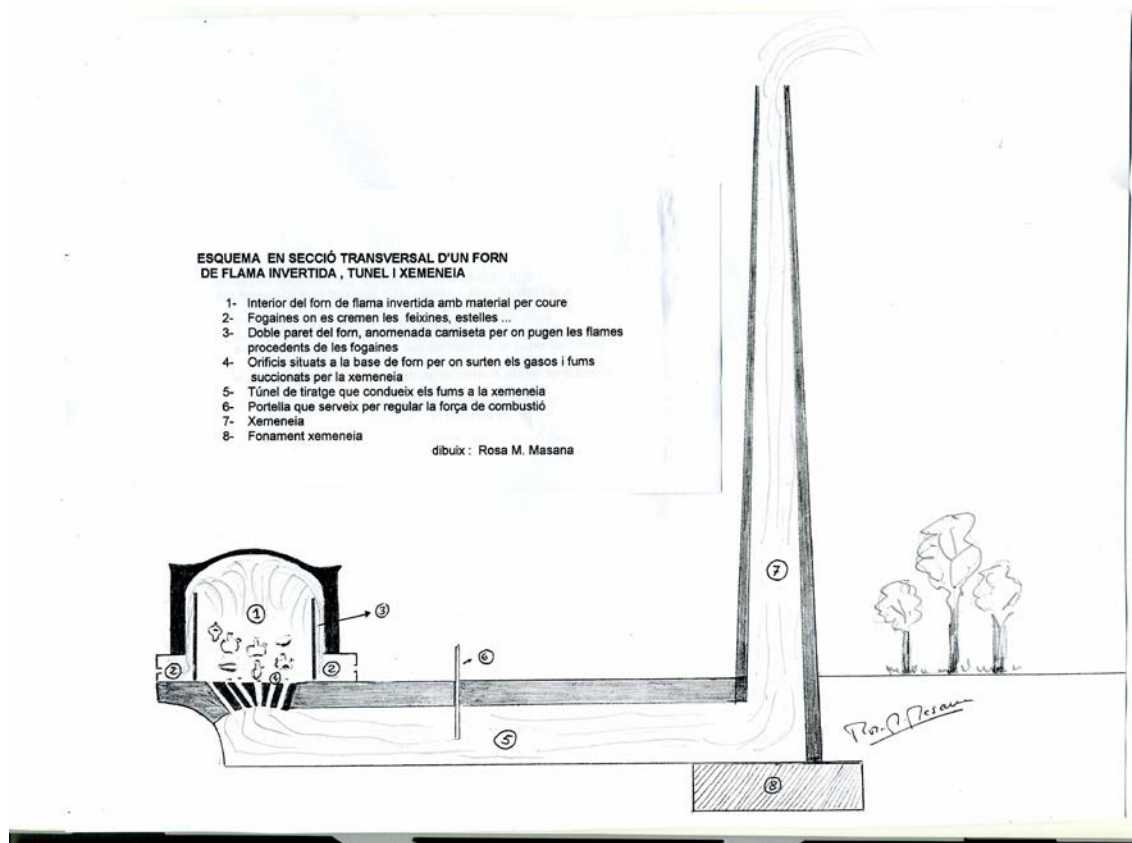 ESQUEMA EN SECCIÓ TRANSVERSAL D'UN FORN
DE FLAMA INVERTIDA , TUNEL I XEMENEIA
1- Interior del forn de flama invertida amb material per coure
2- Fogaines on es cremen les feixines, estelles ...
3- Doble paret del forn, anomenada camiseta per on pugen les flames
procedents de les fogaines
4- Orificis situats a la base de forn per on surten els gasos i fums
succionats per la xemeneia
5- Túnel de tiratge que condueix els fums a la xemeneia
6- Portella que serveix per regular la força de combustió
7- Xemeneia
8- Fonament xemeneia
dibuix : Rosa M. Masana
7
1
3
2
2
4
6
5
8